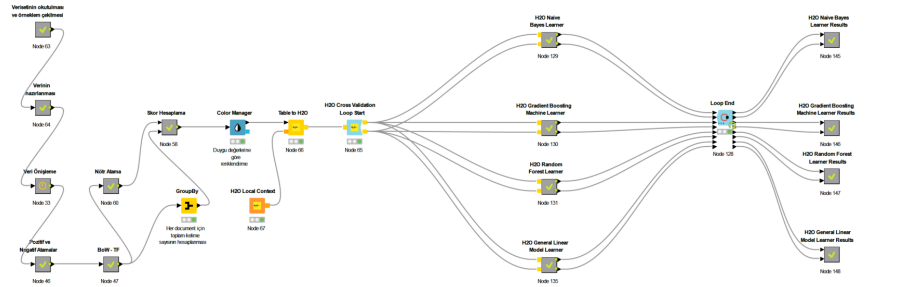 Verisetinin okutulması
ve örneklem çekilmesi
Node 63
Verinin
hazırlanması
Node 64
Veri Önişleme
Node 33
Pozitif ve
Negatif Atamalar
Node 46
Nötr Atama
Node 60
BoW - TF
Node 47
Skor Hesaplama
Node 58
GroupBy
Her document için
toplam kelime
sayısının hesaplanması
Color Manager
Duygu değerlerine
göre
renklendirme
H2O Local Context
Node 67
Table to H2O
Node 66
H2O Cross Validation
Loop Start
Node 65
H2O Naive
Bayes Learner
Node 129
H2O Gradient Boosting
Machine Learner
Node 130
H2O Random
Forest Learner
Node 131
H2O General Linear
Model Learner
Node 135
Loop End
Node 128
H2O Naive Bayes
Learner Results
Node 145
H2O Gradient Boosting
Machine Learner Results
Node 146
H2O Random Forest
Learner Results
Node 147
H2O General Linear
Model Learner Results
Node 148